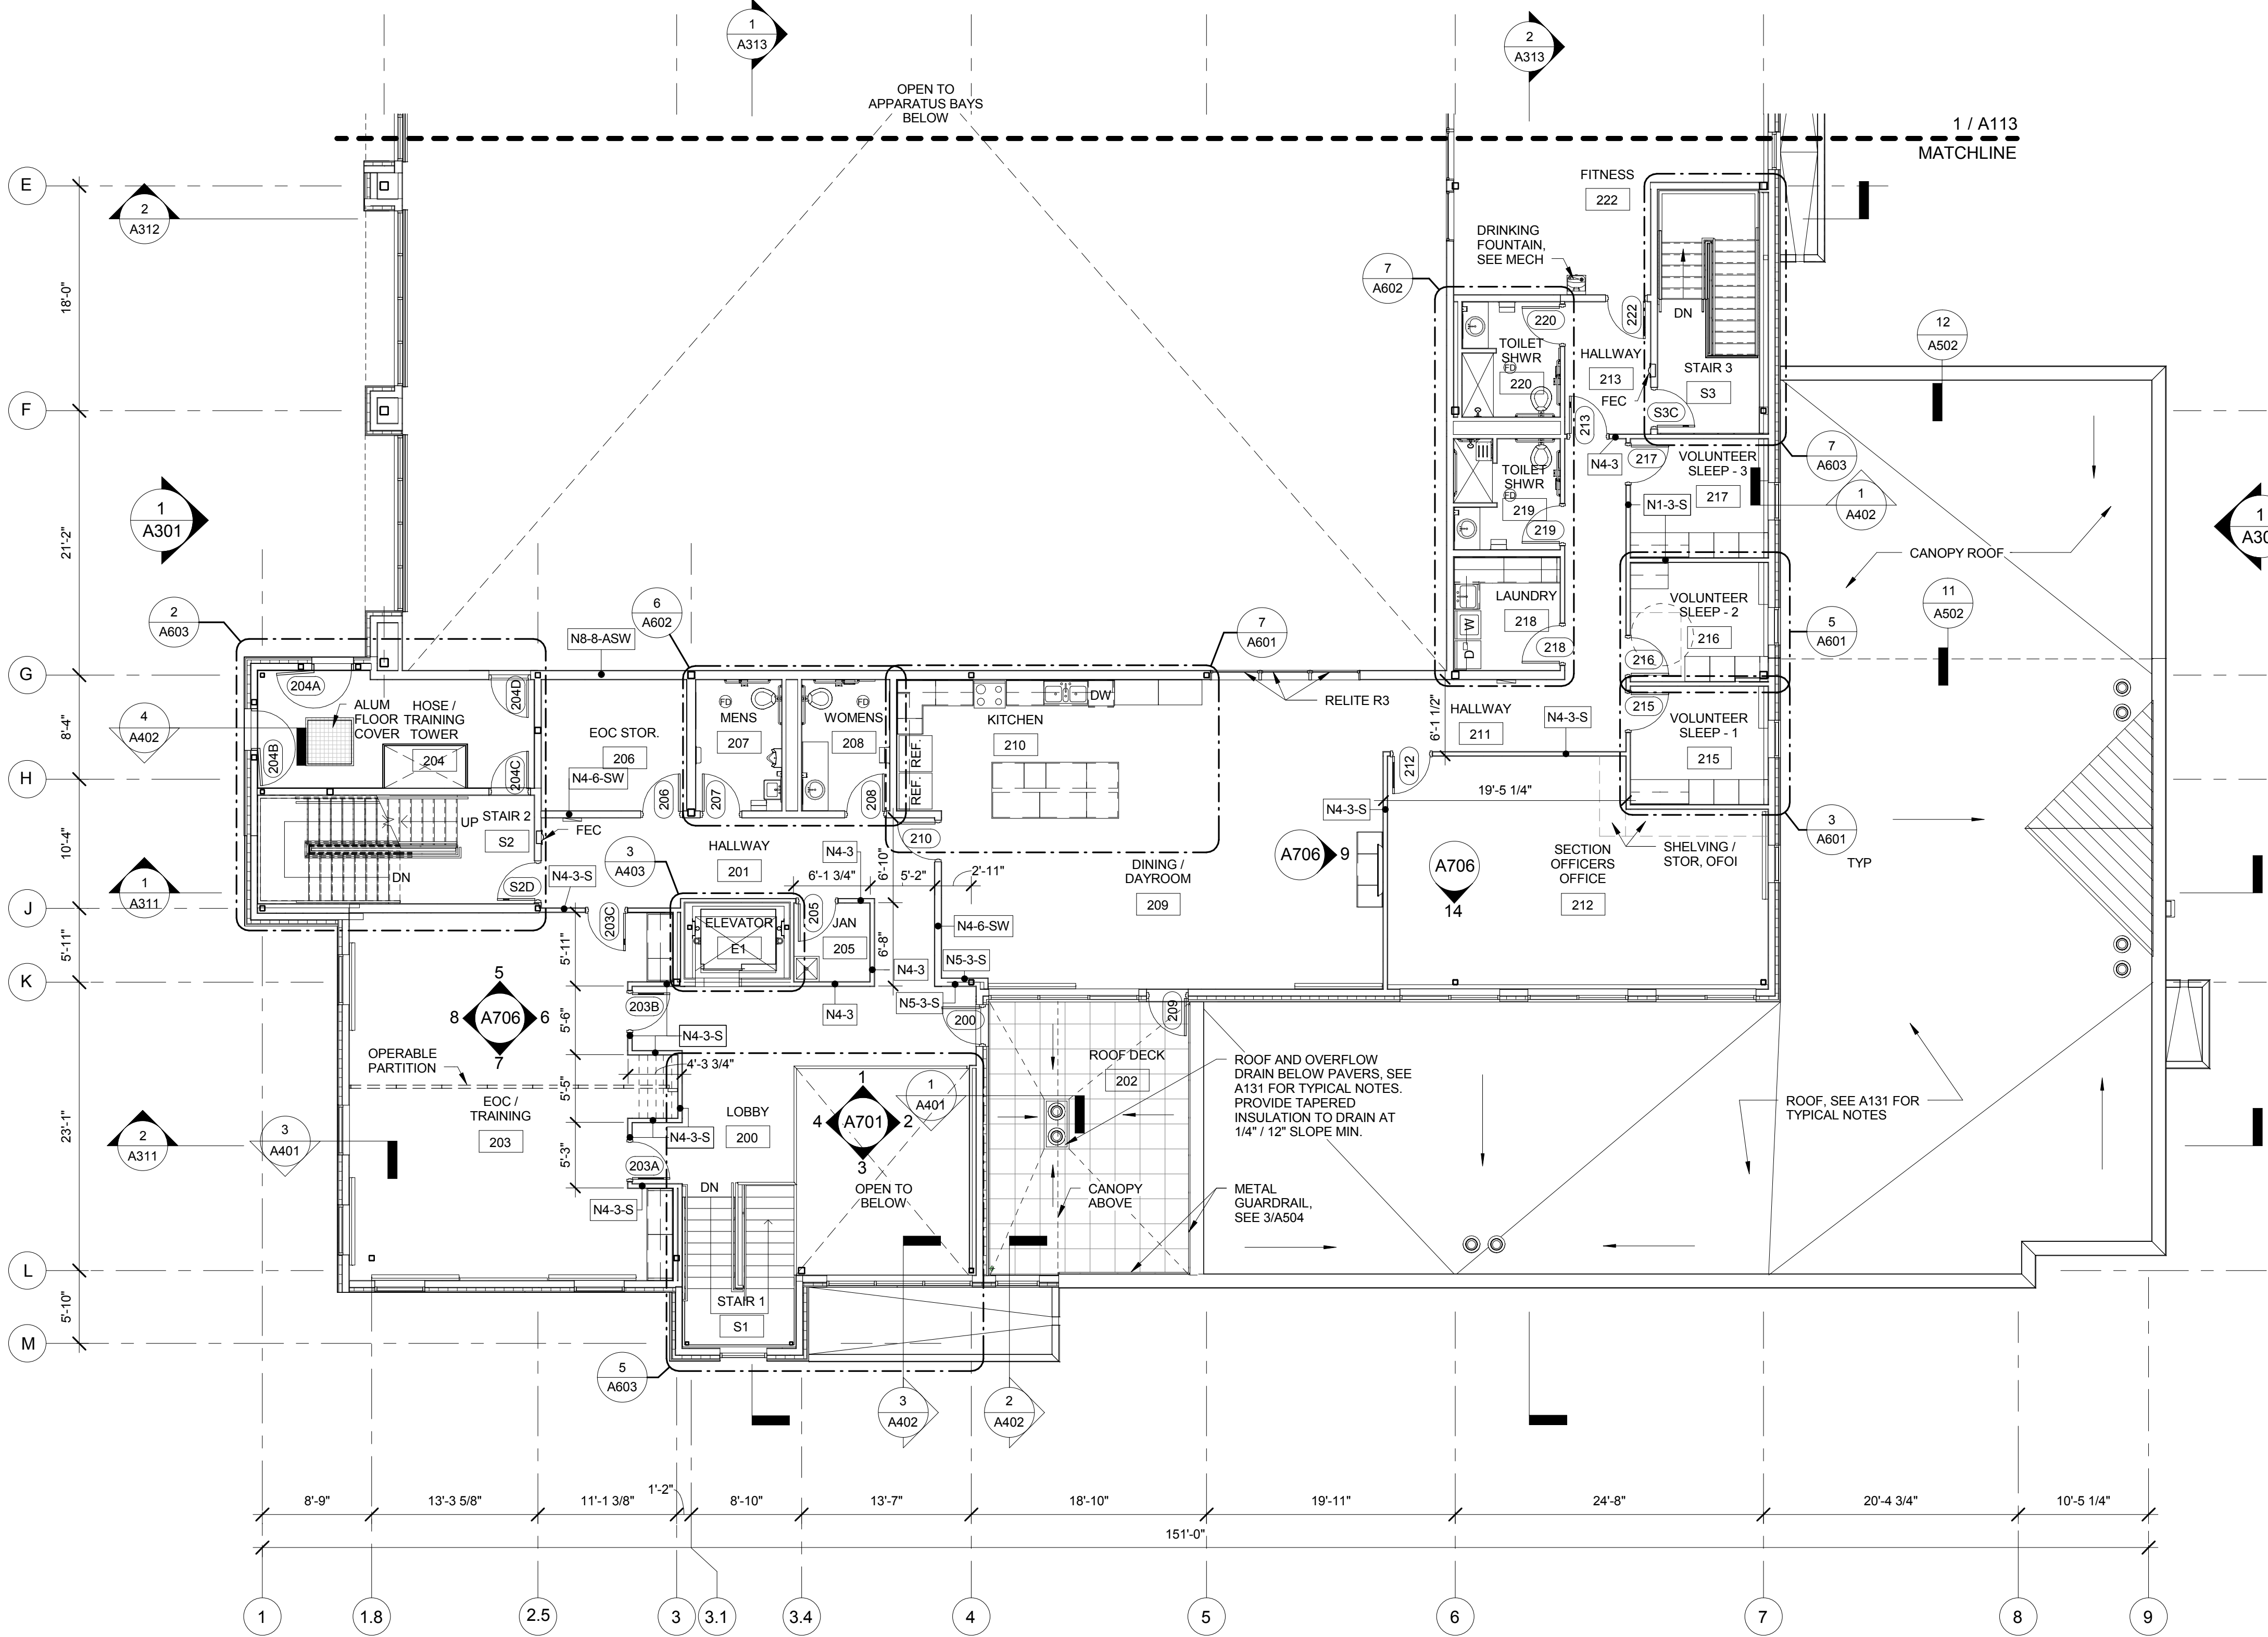 1
A313
2
A313
OPEN TO
APPARATUS BAYS
BELOW
1 / A113
MATCHLINE
E
2
A312
FITNESS
222
DRINKING
FOUNTAIN,
SEE MECH
7
A602
18'-0"
220
222
DN
TOILET
SHWR
FD
220
HALLWAY
213
STAIR 3
S3
FEC
S3C
12
A502
F
213
N4-3
217
VOLUNTEER
SLEEP - 3
217
7
A603
1
A402
1
A301
21'-2"
TOILET
SHWR
FD
219
219
N1-3-S
CANOPY ROOF
1
2
A603
6
A602
N8-8-ASW
7
A601
LAUNDRY
218
218
D
VOLUNTEER
SLEEP - 2
216
216
5
A601
11
A502
G
204A
204D
ALUM
FLOOR
COVER
HOSE /
TRAINING
TOWER
204
204B
204C
4
A402
8'-4"
EOC STOR.
206
N4-6-SW
FD
MENS
207
FD
WOMENS
208
KITCHEN
210
DW
REF.
REF.
RELITE R3
6'-1 1/2"
HALLWAY
211
N4-3-S
215
VOLUNTEER
SLEEP - 1
215
H
206
207
208
212
19'-5 1/4"
N4-3-S
10'-4"
UP
STAIR 2
S2
FEC
DN
S2D
N4-3-S
3
A403
HALLWAY
201
N4-3
210
6'-10"
6'-1 3/4"
5'-2"
2'-11"
DINING /
DAYROOM
209
A706
9
A706
14
SECTION
OFFICERS
OFFICE
212
SHELVING /
STOR, OFOI
3
A601
TYP
1
A311
J
203C
ELEVATOR
E1
205
JAN
205
6'-8"
N4-6-SW
5'-11"
5'-11"
N4-3
N5-3-S
K
5
8
A706
6
7
203B
5'-6"
N4-3-S
N4-3
N5-3-S
200
209
OPERABLE
PARTITION
4'-3 3/4"
5'-5"
EOC /
TRAINING
203
LOBBY
200
1
4
A701
2
3
1
A401
ROOF DECK
202
ROOF AND OVERFLOW
DRAIN BELOW PAVERS, SEE
A131 FOR TYPICAL NOTES.
PROVIDE TAPERED
INSULATION TO DRAIN AT
1/4" / 12" SLOPE MIN.
ROOF, SEE A131 FOR
TYPICAL NOTES
23'-1"
2
A311
3
A401
N4-3-S
5'-3"
203A
N4-3-S
DN
OPEN TO
BELOW
CANOPY
ABOVE
METAL
GUARDRAIL,
SEE 3/A504
L
5'-10"
STAIR 1
S1
M
5
A603
3
A402
2
A402
8'-9"
13'-3 5/8"
11'-1 3/8"
1'-2"
8'-10"
13'-7"
18'-10"
19'-11"
24'-8"
20'-4 3/4"
10'-5 1/4"
151'-0"
1
1.8
2.5
3
3.1
3.4
4
5
6
7
8
9